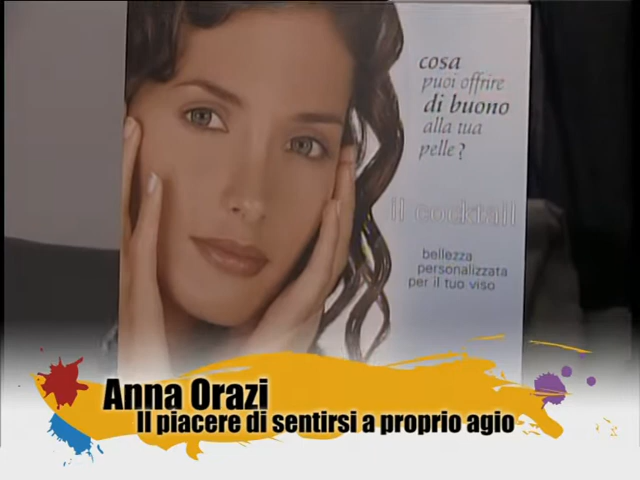 cosa
puoi offrire
di buono
alla tua
pelle?
il cocktail
bellezza
personalizzata
per il tuo viso
Anna Orazi
Il piacere di sentirsi a proprio agio